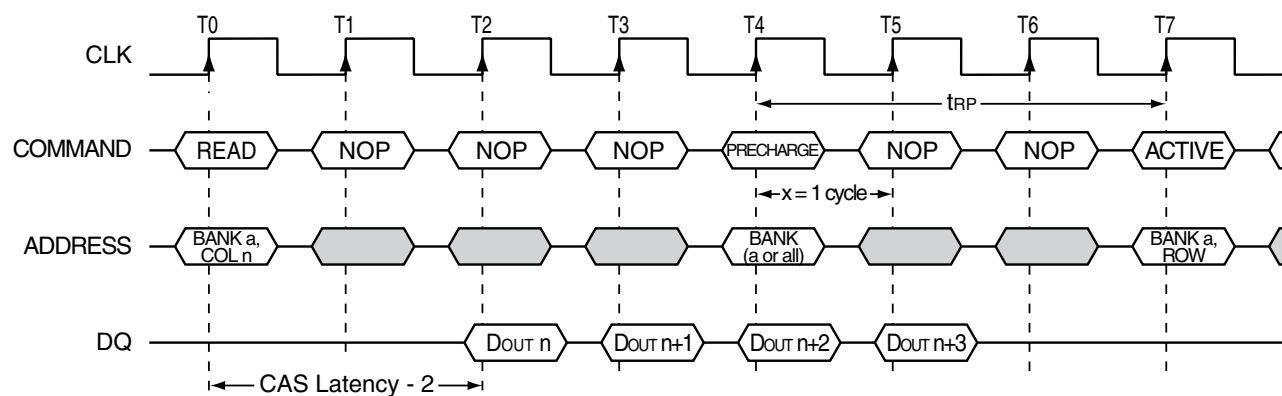 T0 T1 T2 T3 T4 T5 T6 T7
CLK
tRP
COMMAND READ NOP NOP NOP PRECHARGE NOP NOP ACTIVE
x = 1 cycle
ADDRESS BANK a, COL n BANK (a or all) BANK a, ROW
DQ DOUT n DOUT n+1 DOUT n+2 DOUT n+3
CAS Latency - 2